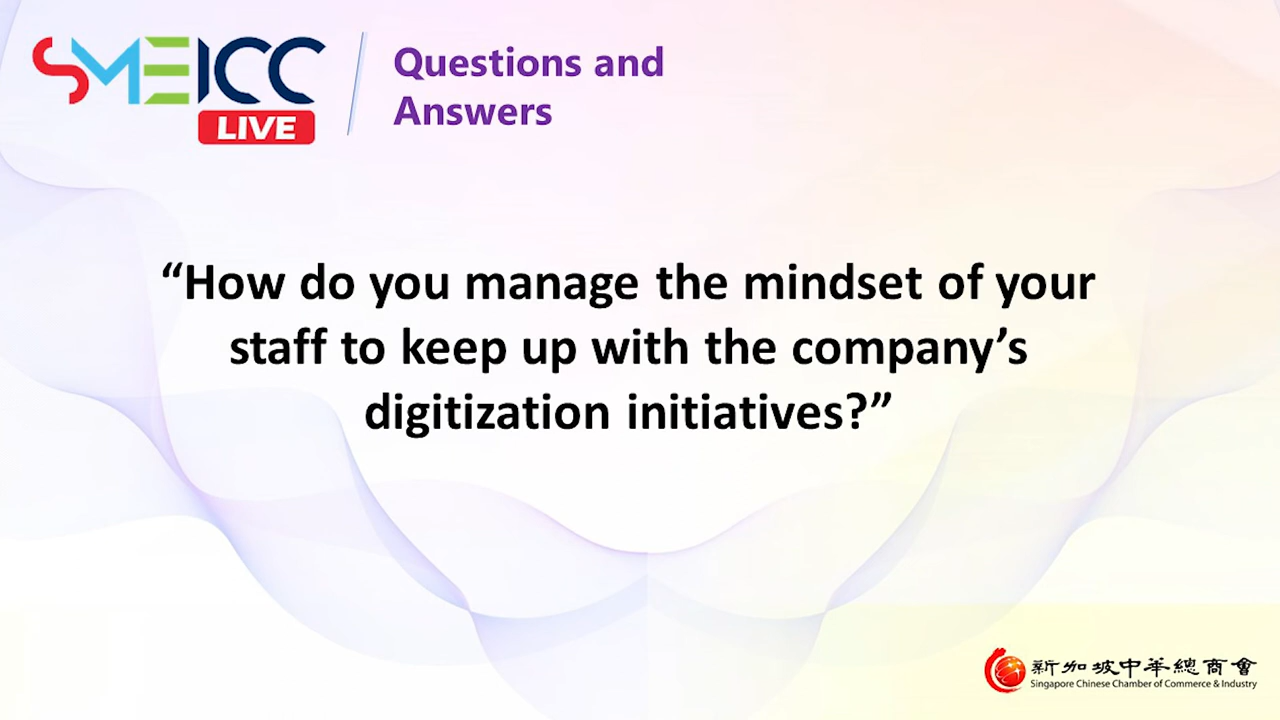 SMEICC
LIVE
Questions and
Answers
“How do you manage the mindset of your
staff to keep up with the company’s
digitization initiatives?”
新加坡中華總商會
Singapore Chinese Chamber of Commerce & Industry